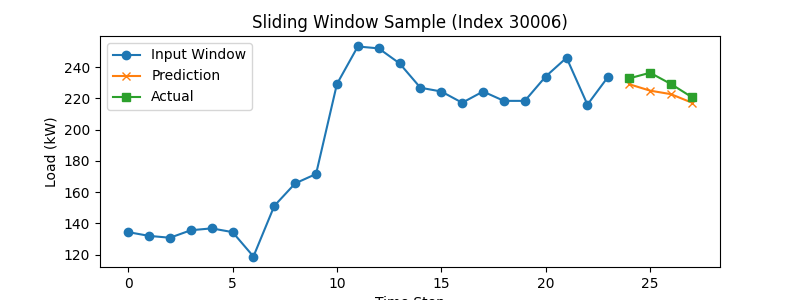 Sliding Window Sample (Index 30006)
Input Window
Prediction
Actual
Load (kW)
240
220
200
180
160
140
120
0 5 10 15 20 25
Time Step